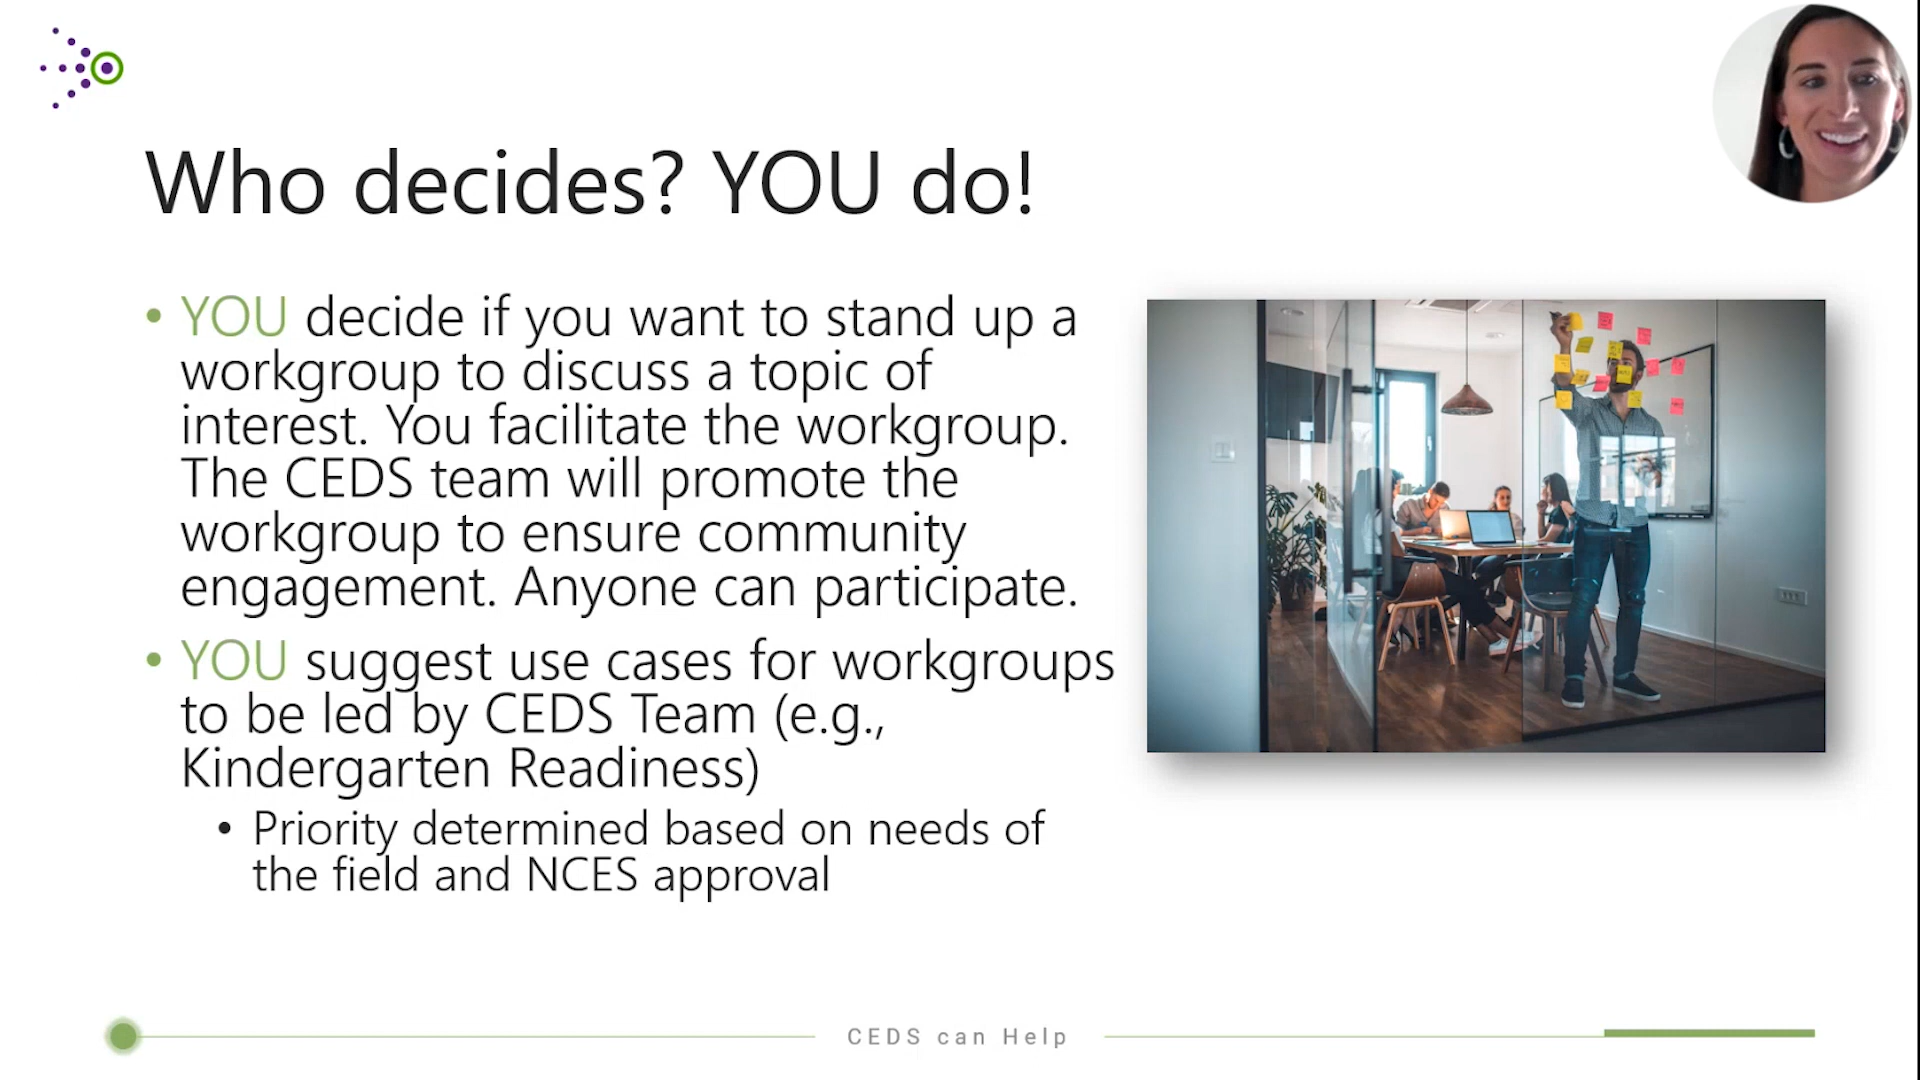 Who decides? YOU do!
• YOU decide if you want to stand up a
workgroup to discuss a topic of
interest. You facilitate the workgroup.
The CEDS team will promote the
workgroup to ensure community
engagement. Anyone can participate.
• YOU suggest use cases for workgroups
to be led by CEDS Team (e.g.,
Kindergarten Readiness)
• Priority determined based on needs of
the field and NCES approval
CEDS can Help